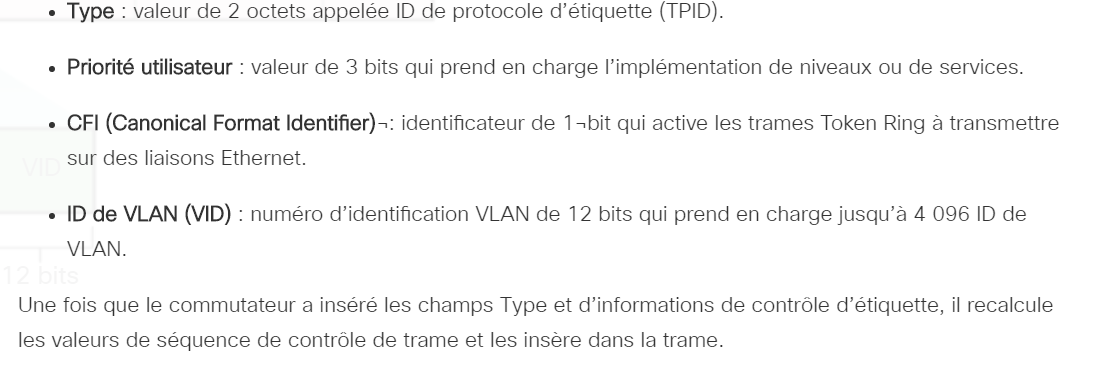 • Type : valeur de 2 octets appelée ID de protocole d’étiquette (TPID).
• Priorité utilisateur : valeur de 3 bits qui prend en charge l’implémentation de niveaux ou de services.
• CFI (Canonical Format Identifier)¬: identificateur de 1¬bit qui active les trames Token Ring à transmettre
sur des liaisons Ethernet.
VID
• ID de VLAN (VID) : numéro d’identification VLAN de 12 bits qui prend en charge jusqu’à 4 096 ID de
VLAN.
12 bits
Une fois que le commutateur a inséré les champs Type et d’informations de contrôle d’étiquette, il recalcule
les valeurs de séquence de contrôle de trame et les insère dans la trame.